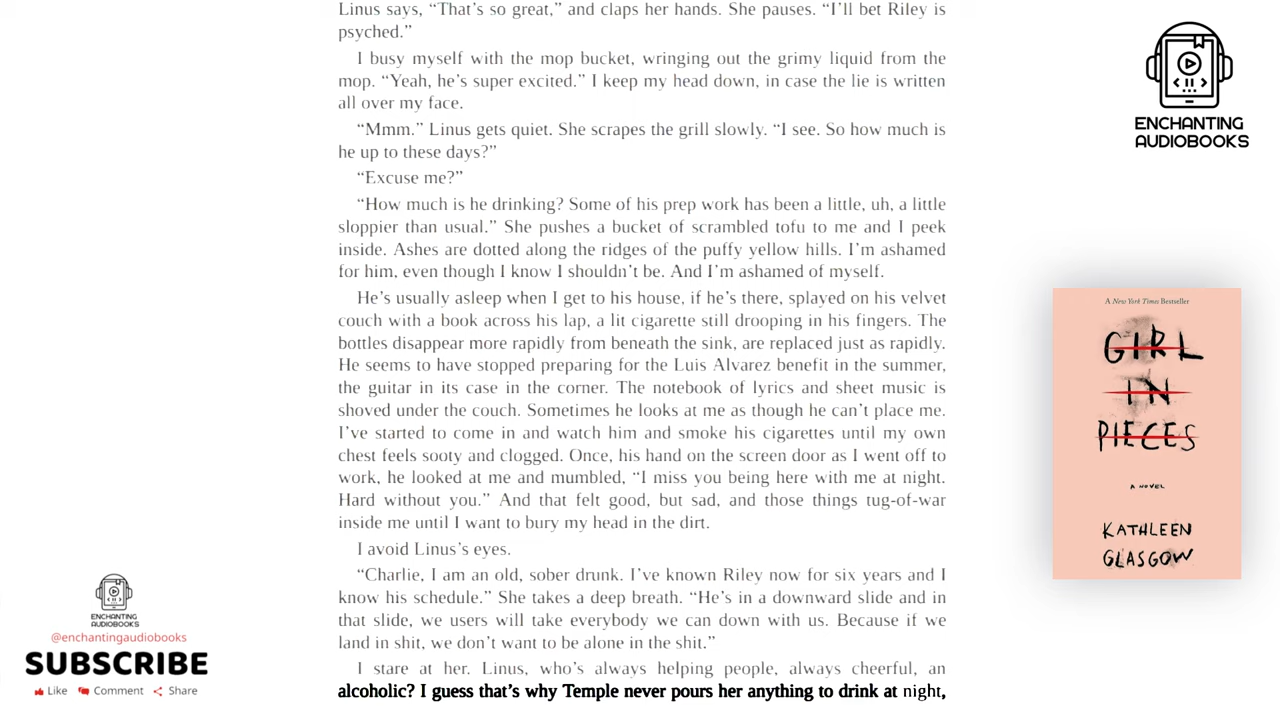 Linus says, “That’s so great,” and claps her hands. She pauses. “I’ll bet Riley is
psyched.”
I busy myself with the mop bucket, wringing out the grimy liquid from the
mop. “Yeah, he’s super excited.” I keep my head down, in case the lie is written
all over my face.
“Mmm.” Linus gets quiet. She scrapes the grill slowly. “I see. So how much is
he up to these days?”
“Excuse me?”
“How much is he drinking? Some of his prep work has been a little, uh, a little
sloppier than usual.” She pushes a bucket of scrambled tofu to me and I peek
inside. Ashes are dotted along the ridges of the puffy yellow hills. I’m ashamed
for him, even though I know I shouldn’t be. And I’m ashamed of myself.
He’s usually asleep when I get to his house, if he’s there, splayed on his velvet
couch with a book across his lap, a lit cigarette still drooping in his fingers. The
bottles disappear more rapidly from beneath the sink, are replaced just as rapidly.
He seems to have stopped preparing for the Luis Alvarez benefit in the summer,
the guitar in its case in the corner. The notebook of lyrics and sheet music is
shoved under the couch. Sometimes he looks at me as though he can’t place me.
I’ve started to come in and watch him and smoke his cigarettes until my own
chest feels sooty and clogged. Once, his hand on the screen door as I went off to
work, he looked at me and mumbled, “I miss you being here with me at night.
Hard without you.” And that felt good, but sad, and those things tug-of-war
inside me until I want to bury my head in the dirt.
I avoid Linus’s eyes.
“Charlie, I am an old, sober drunk. I’ve known Riley now for six years and I
know his schedule.” She takes a deep breath. “He’s in a downward slide and in
that slide, we users will take everybody we can down with us. Because if we
land in shit, we don’t want to be alone in the shit.”
I stare at her. Linus, who’s always helping people, always cheerful, an
alcoholic? I guess that’s why Temple never pours her anything to drink at night,
ENCHANTING
AUDIOBOOKS
A New York Times Bestseller
GIRL
IN
PIECES
A NOVEL
KATHLEEN
GLASGOW
ENCHANTING
AUDIOBOOKS
@enchantingaudiobooks
SUBSCRIBE
Like Comment Share